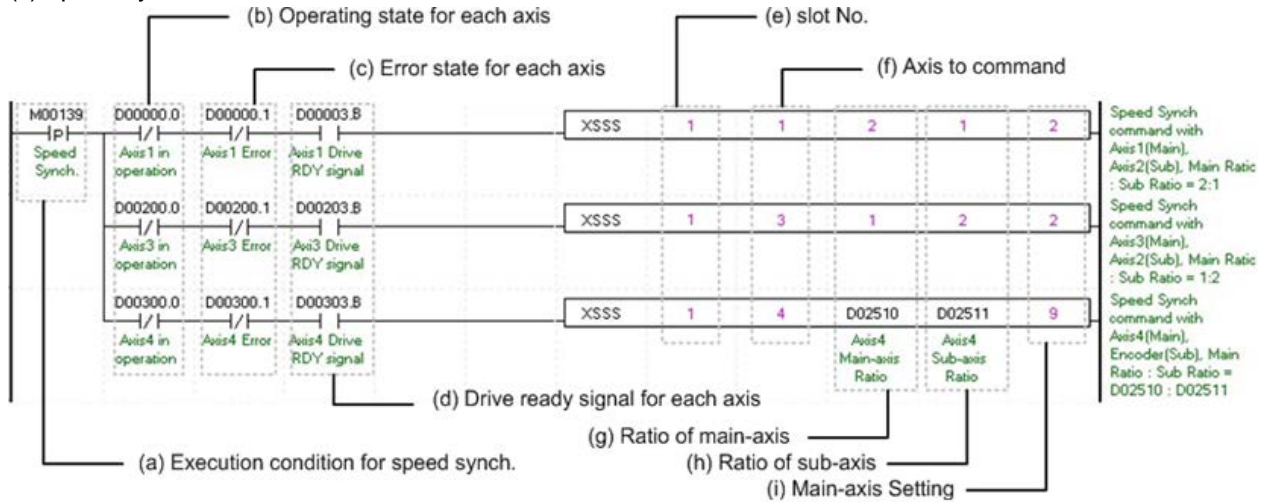 (b) Operating state for each axis
(e) slot No.
(c) Error state for each axis
(f) Axis to command
M00139
D00000.0
D00000.1
D00003.B
P
XSSS
1
1
2
1
2
Speed
Synch.
Axis1 in
operation
Axis1 Error
Axis1 Drive
RDY signal
Speed Synch
command with
Axis1(Main),
Axis2(Sub), Main Ratio
: Sub Ratio = 2:1
D00200.0
D00200.1
D00203.B
XSSS
1
3
1
2
2
Axis3 in
operation
Axis3 Error
Axi3 Drive
RDY signal
Speed Synch
command with
Axis3(Main),
Axis2(Sub), Main Ratio
: Sub Ratio = 1:2
D00300.0
D00300.1
D00303.B
XSSS
1
4
D02510
D02511
9
Axis4 in
operation
Axis4 Error
Axis4 Drive
RDY signal
Axis4
Main-axis
Ratio
Axis4
Sub-axis
Ratio
Speed Synch
command with
Axis4(Main),
Encoder(Sub), Main
Ratio : Sub Ratio =
D02510 : D02511
(d) Drive ready signal for each axis
(g) Ratio of main-axis
(a) Execution condition for speed synch.
(h) Ratio of sub-axis
(i) Main-axis Setting